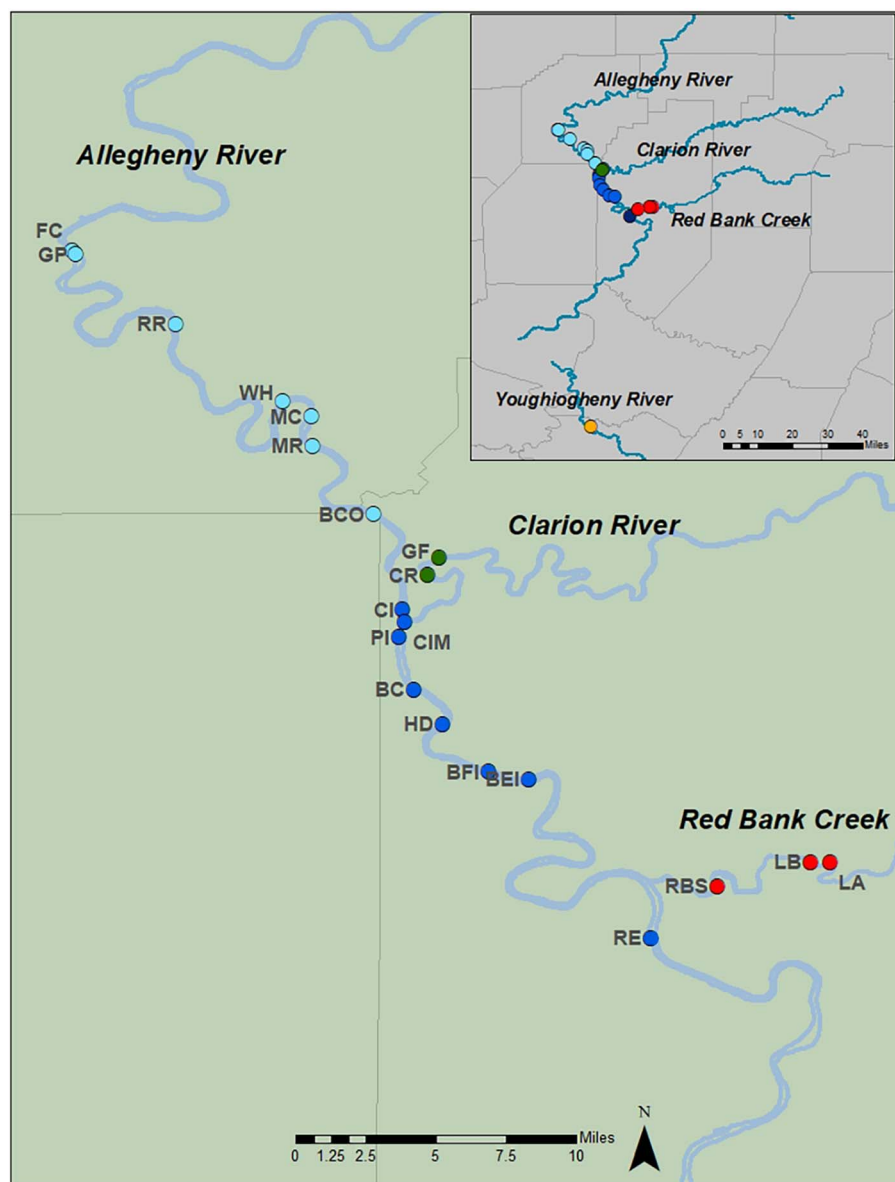 Allegheny River
Clarion River
Red Bank Creek
Youghiogheny River
0 5 10 20 30 40
Miles
Allegheny River
FC
GP
RR
WH
MC
MR
BCO
Clarion River
GF
CR
CI
PI
CIM
BC
HD
BFI
BEI
Red Bank Creek
LB
LA
RBS
RE
N
Miles
0 1.25 2.5 5 7.5 10